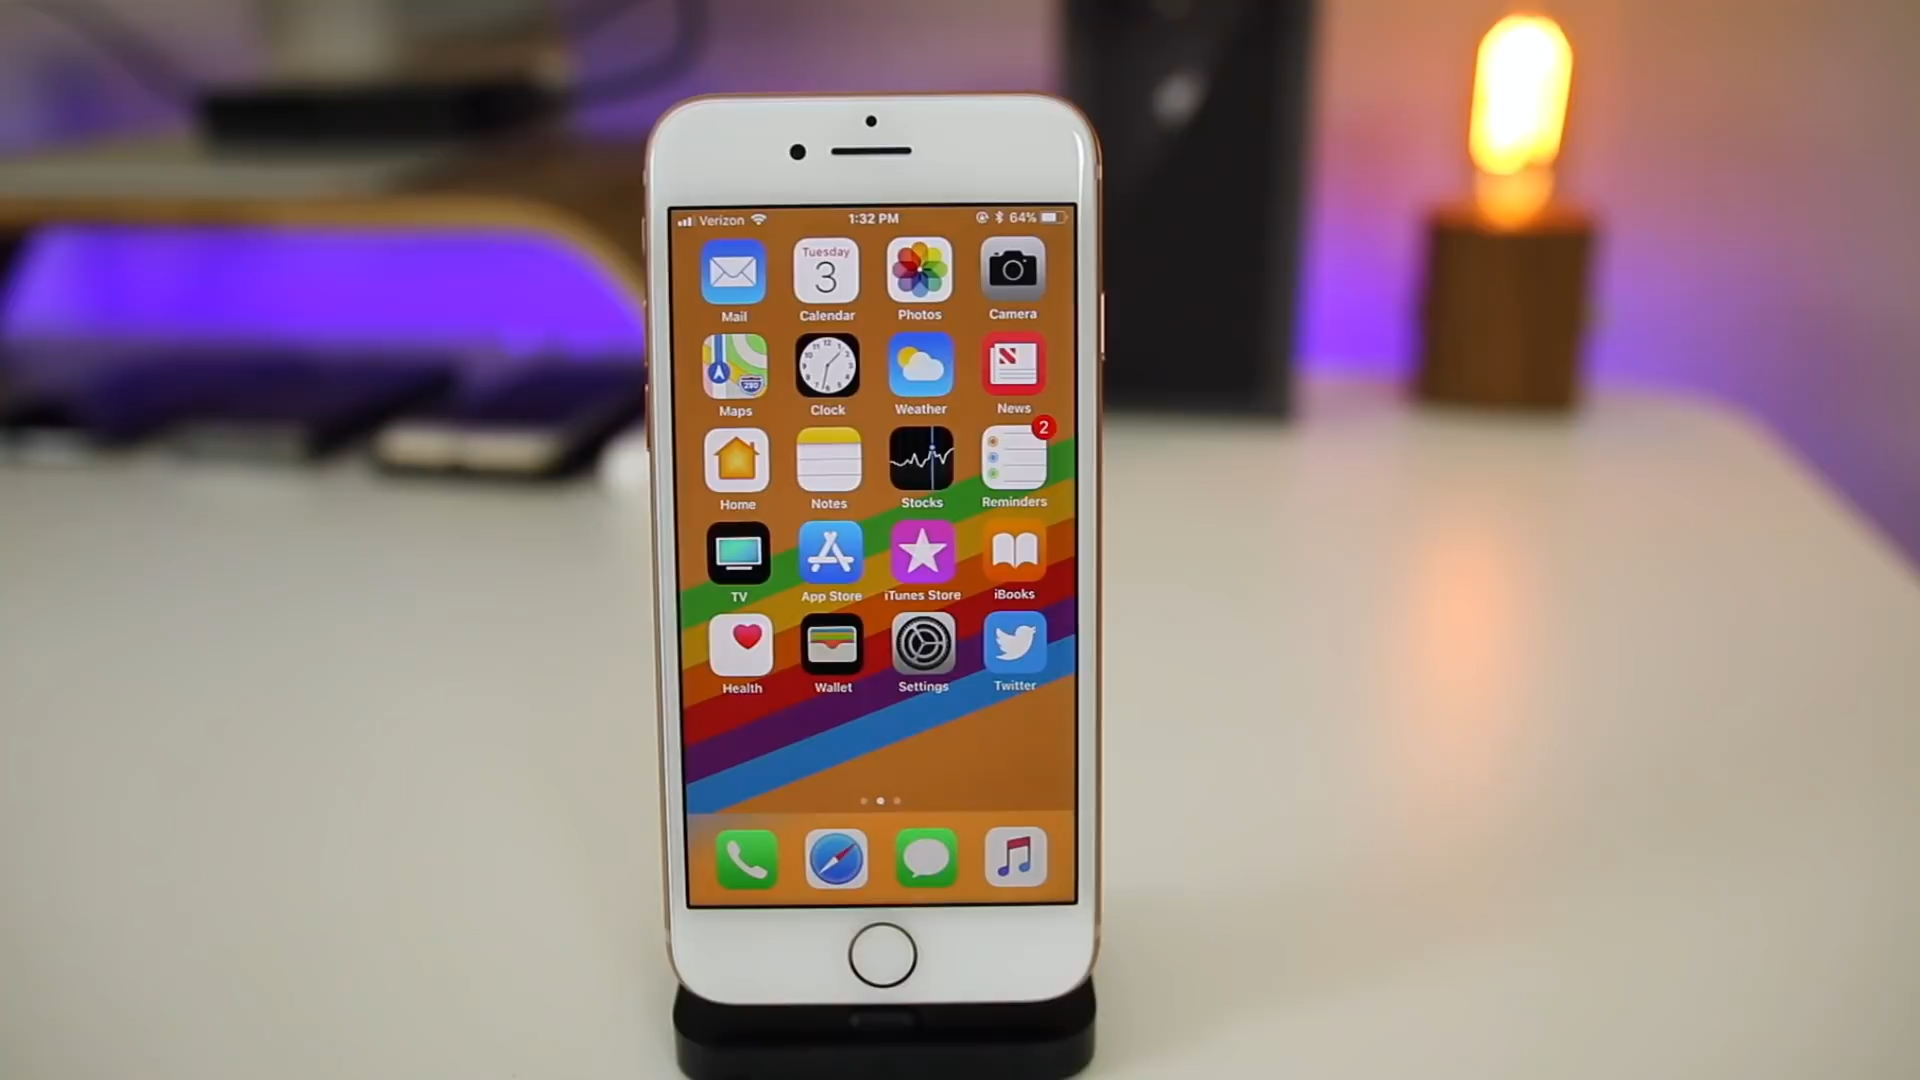 Verizon 1:32 PM 64%
Tuesday
3
Mail Calendar Photos Camera
280
Maps Clock Weather News
2
Home Notes Stocks Reminders
TV App Store iTunes Store iBooks
Health Wallet Settings Twitter